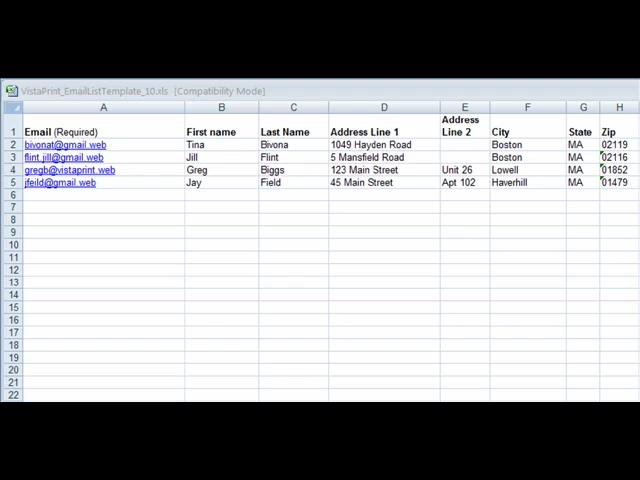 VistaPrint_EmailListTemplate_10.xls [Compatibility Mode]
A B C D E F G H
1 Email (Required) First name Last Name Address Line 1 Address Line 2 City State Zip
2 bivonat@gmail.web Tina Bivona 1049 Hayden Road Boston MA 02119
3 flint.jill@gmail.web Jill Flint 5 Mansfield Road Boston MA 02116
4 gregb@vistaprint.web Greg Biggs 123 Main Street Unit 26 Lowell MA 01852
5 jfeild@gmail.web Jay Field 45 Main Street Apt 102 Haverhill MA 01479
6
7
8
9
10
11
12
13
14
15
16
17
18
19
20
21
22